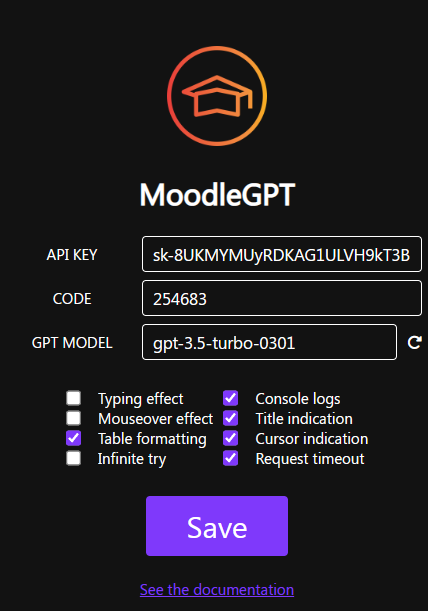 MoodleGPT
API KEY sk-8UKMYMUyRDKAG1ULVH9kT3B
CODE 254683
GPT MODEL gpt-3.5-turbo-0301
Typing effect Console logs
Mouseover effect Title indication
Table formatting Cursor indication
Infinite try Request timeout
Save
See the documentation